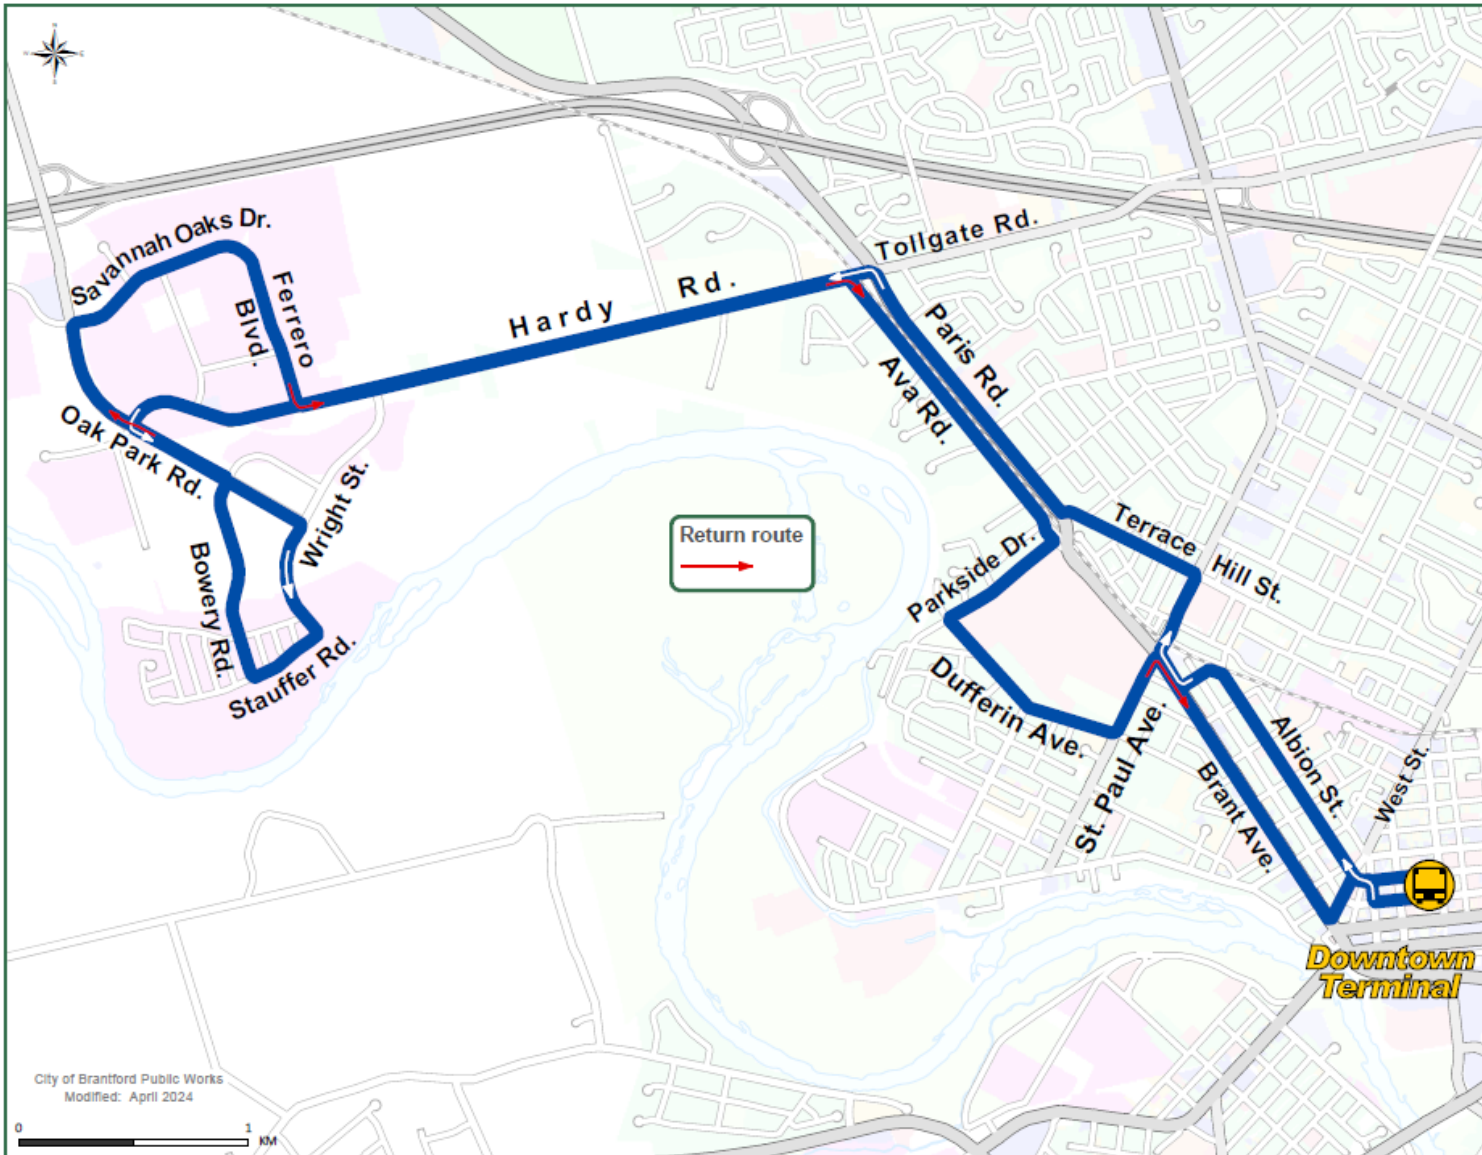 Savannah Oaks Dr.
Ferrero
Blvd.
Hardy Rd.
Tollgate Rd.
Paris Rd.
Ava Rd.
Oak Park Rd.
Wright St.
Bowery Rd.
Stauffer Rd.
Return route
Parkside Dr.
Terrace Hill St.
Dufferin Ave.
St. Paul Ave.
Brant Ave.
Albion St.
West St.
Downtown
Terminal
City of Brantford Public Works
Modified: April 2024
0 1
KM